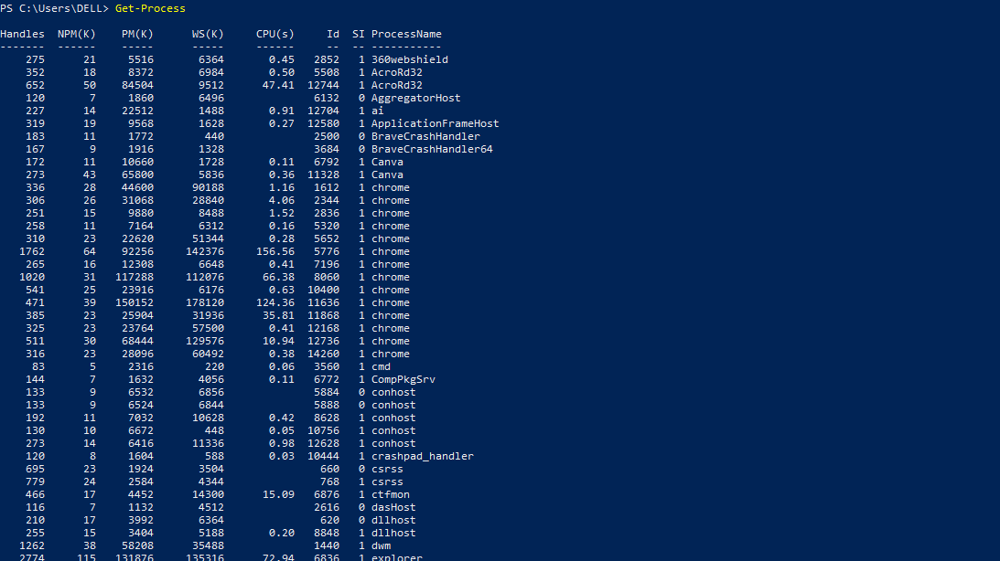 PS C:\Users\DELL> Get-Process
Handles NPM(K) PM(K) WS(K) CPU(s) Id SI ProcessName
------- ------ ----- ----- ------ -- -- -----------
275 21 5516 6364 0.45 2852 1 360webshield
352 18 8372 6984 0.50 5508 1 AcroRd32
652 50 84504 9512 47.41 12744 1 AcroRd32
120 7 1860 6496 6132 0 AggregatorHost
227 14 22512 1488 0.91 12704 1 ai
319 19 9568 1628 0.27 12580 1 ApplicationFrameHost
183 11 1772 440 2500 0 BraveCrashHandler
167 9 1916 1328 3684 0 BraveCrashHandler64
172 11 10660 1728 0.11 6792 1 Canva
273 43 65800 5836 0.36 11328 1 Canva
336 28 44600 90188 1.16 1612 1 chrome
306 26 31068 28840 4.06 2344 1 chrome
251 15 9880 8488 1.52 2836 1 chrome
258 11 7164 6312 0.16 5320 1 chrome
310 23 22620 51344 0.28 5652 1 chrome
1762 64 92256 142376 156.56 5776 1 chrome
265 16 12308 6648 0.41 7196 1 chrome
1020 31 117288 112076 66.38 8060 1 chrome
541 25 23916 6176 0.63 10400 1 chrome
471 39 150152 178120 124.36 11636 1 chrome
385 23 25904 31936 35.81 11868 1 chrome
325 23 23764 57500 0.41 12168 1 chrome
511 30 68444 129576 10.94 12736 1 chrome
316 23 28096 60492 0.38 14260 1 chrome
83 5 2316 220 0.06 3560 1 cmd
144 7 1632 4056 0.11 6772 1 CompPkgSrv
133 9 6532 6856 5884 0 conhost
133 9 6524 6844 5888 0 conhost
192 11 7032 10628 0.42 8628 1 conhost
130 10 6672 448 0.05 10756 1 conhost
273 14 6416 11336 0.98 12628 1 conhost
120 8 1604 588 0.03 10444 1 crashpad_handler
695 23 1924 3504 660 0 csrss
779 24 2584 4344 768 1 csrss
466 17 4452 14300 15.09 6876 1 ctfmon
116 7 1132 4512 2616 0 dasHost
210 17 3992 6364 620 0 dllhost
255 15 3404 5188 0.20 8848 1 dllhost
1262 38 58208 35488 1440 1 dwm
2774 115 131876 135316 72.94 6836 1 explorer